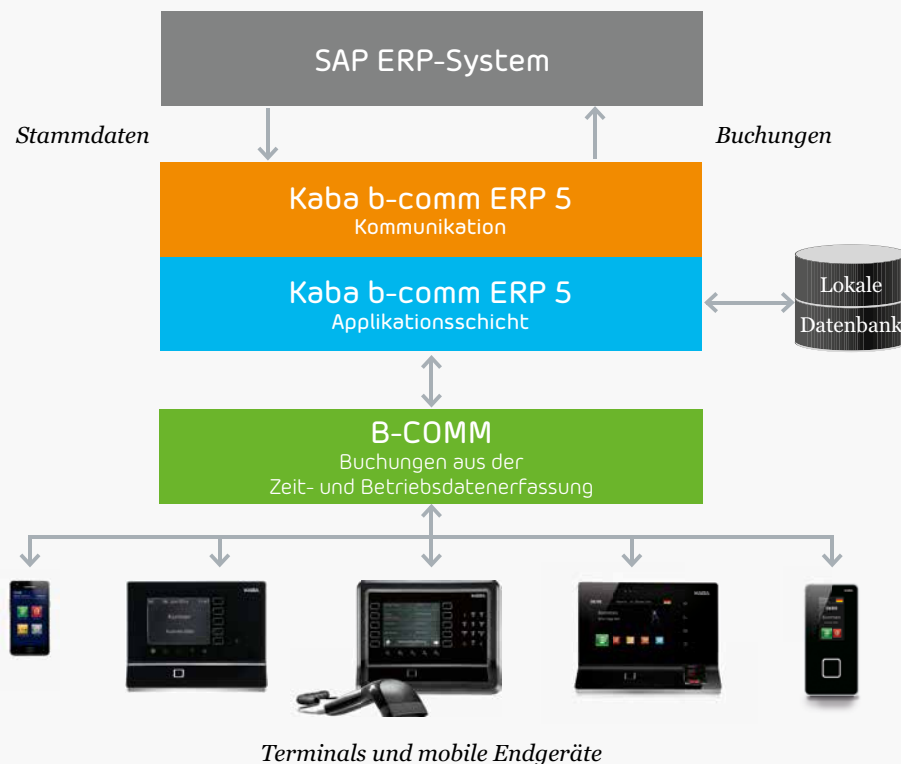 SAP ERP-System
Stammdaten
Buchungen
Kaba b-comm ERP 5
Kommunikation
Kaba b-comm ERP 5
Applikationsschicht
Lokale
Datenbank
B-COMM
Buchungen aus der
Zeit- und Betriebsdatenerfassung
Terminals und mobile Endgeräte